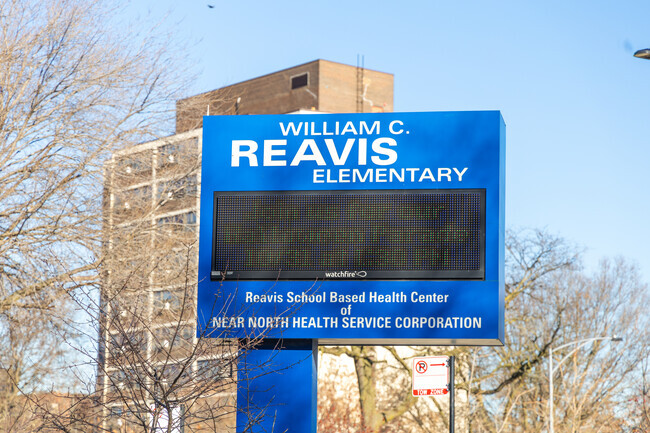 WILLIAM C.
REAVIS
ELEMENTARY
watchfire
Reavis School Based Health Center
of
NEAR NORTH HEALTH SERVICE CORPORATION
TOW ZONE